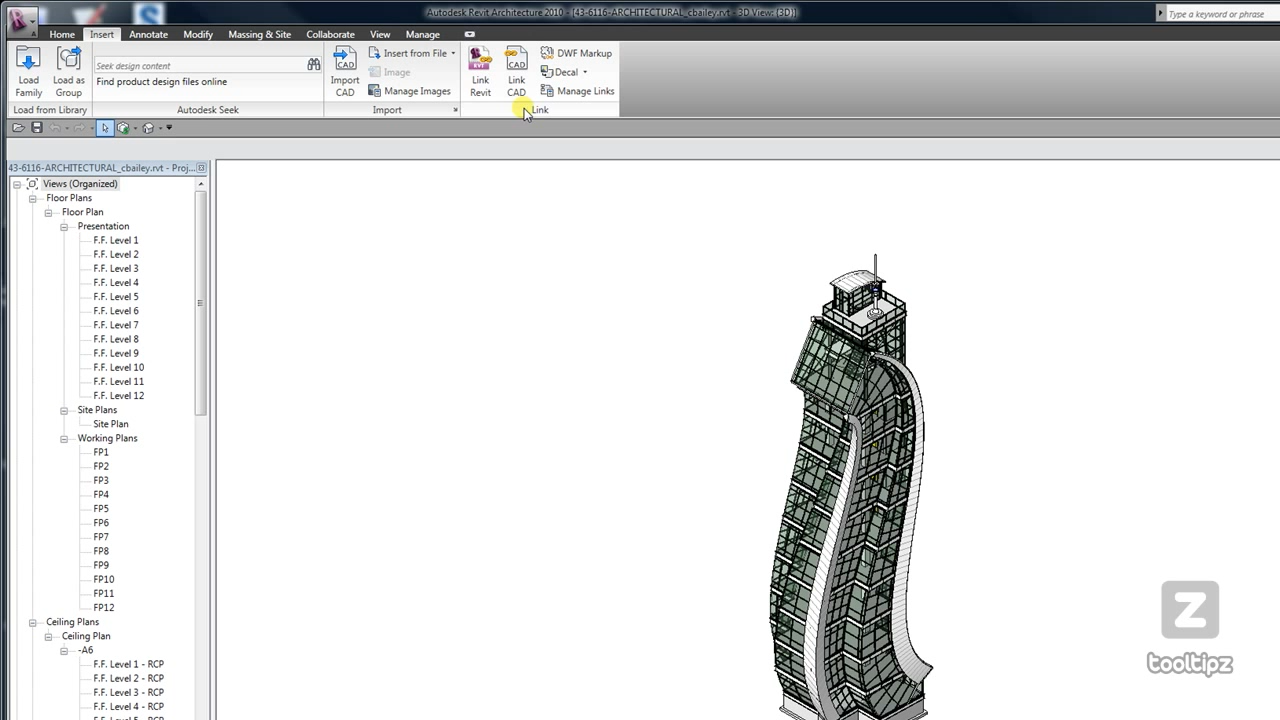 Autodesk Revit Architecture 2010 - [43-6116-ARCHITECTURAL_cbailey.rvt - 3D View: {3D}]
Type a keyword or phrase
Home Insert Annotate Modify Massing & Site Collaborate View Manage
Load Family
Load as Group
Seek design content
Find product design files online
Import CAD
Insert from File
Image
Manage Images
Link Revit
Link CAD
DWF Markup
Decal
Manage Links
Load from Library Autodesk Seek Import Link
43-6116-ARCHITECTURAL_cbailey.rvt - Proj...
Views (Organized)
Floor Plans
Floor Plan
Presentation
F.F. Level 1
F.F. Level 2
F.F. Level 3
F.F. Level 4
F.F. Level 5
F.F. Level 6
F.F. Level 7
F.F. Level 8
F.F. Level 9
F.F. Level 10
F.F. Level 11
F.F. Level 12
Site Plans
Site Plan
Working Plans
FP1
FP2
FP3
FP4
FP5
FP6
FP7
FP8
FP9
FP10
FP11
FP12
Ceiling Plans
Ceiling Plan
-A6
F.F. Level 1 - RCP
F.F. Level 2 - RCP
F.F. Level 3 - RCP
F.F. Level 4 - RCP
Z
tooltipz